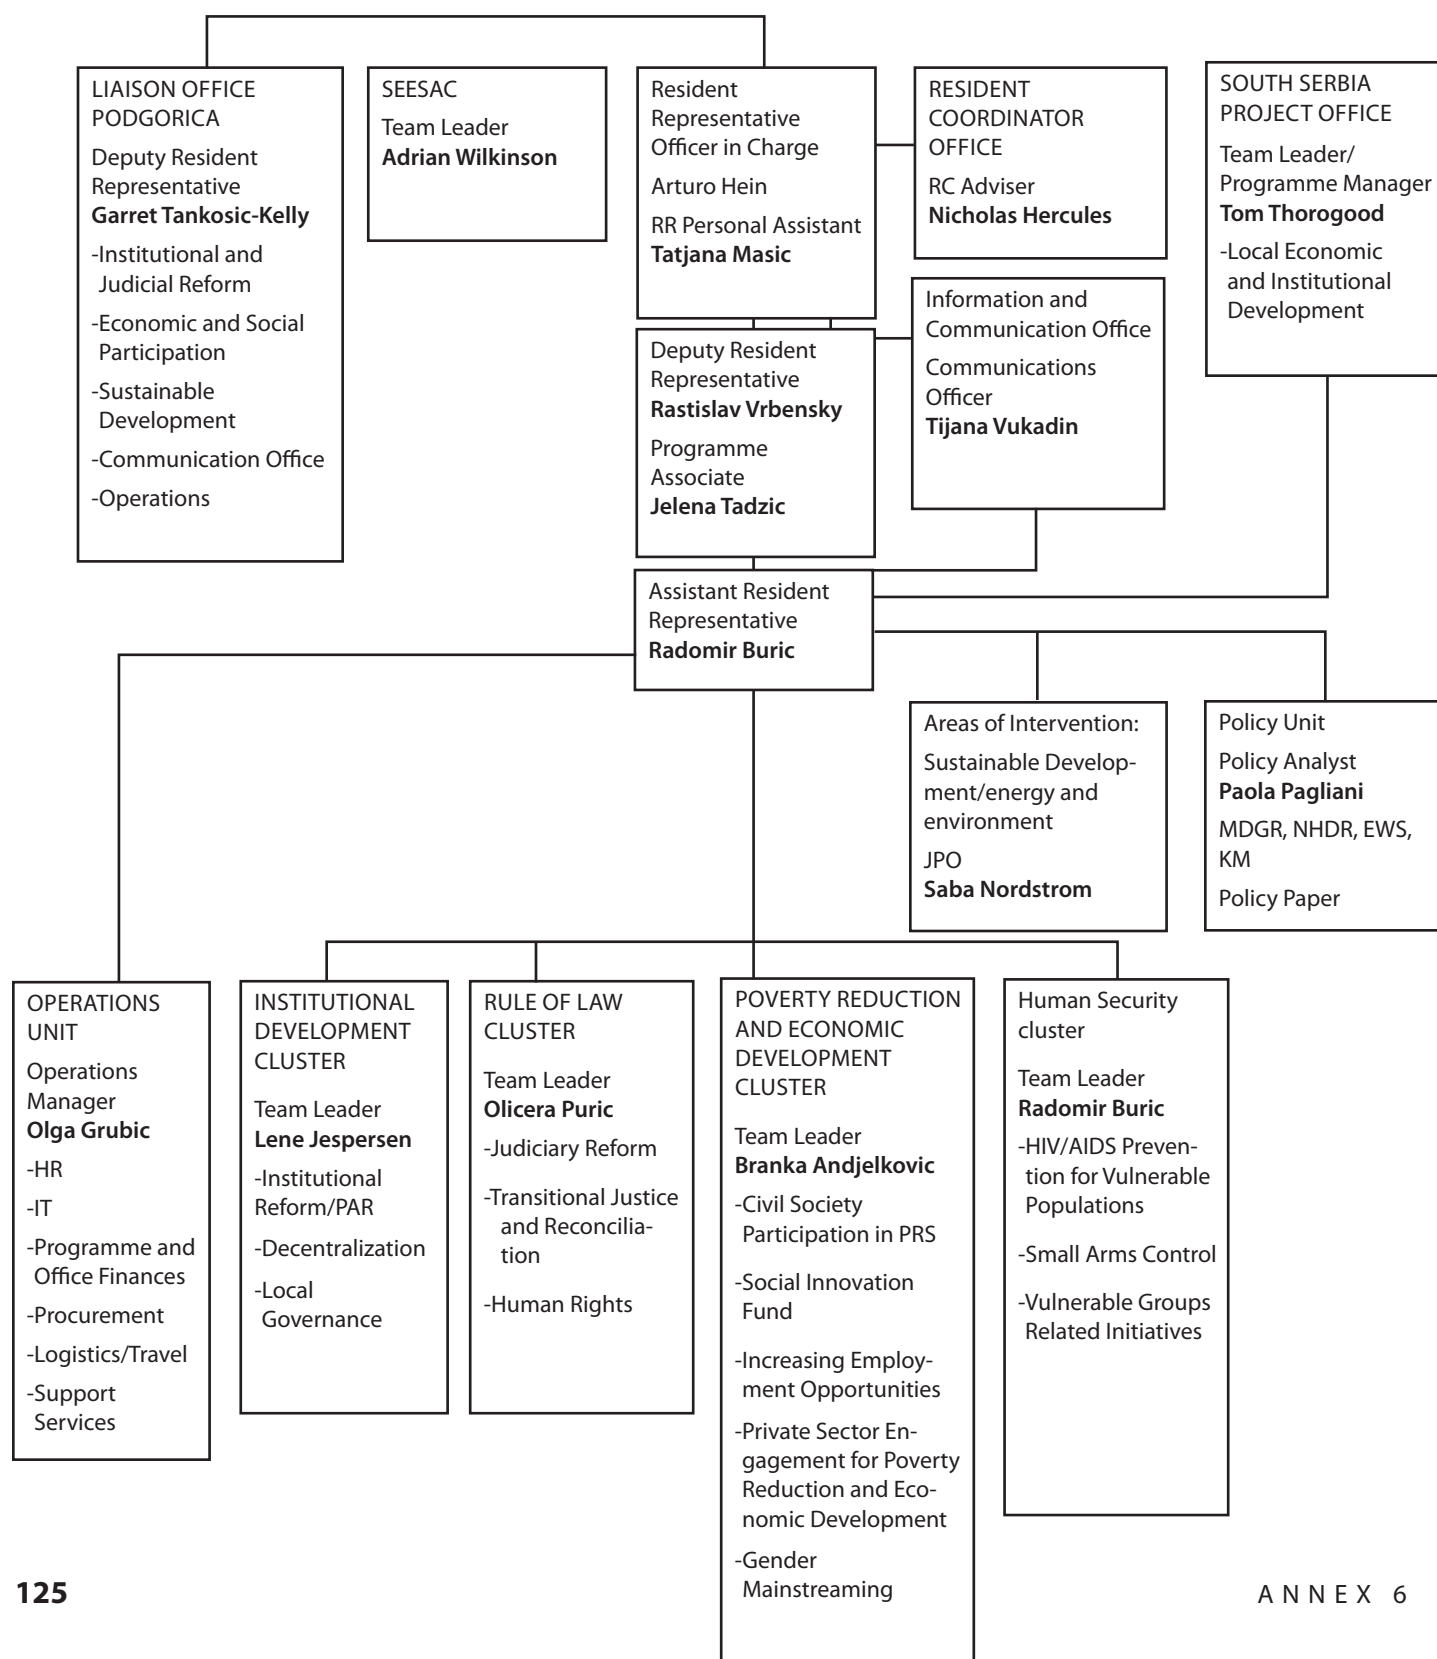 LIAISON OFFICE
PODGORICA
Deputy Resident
Representative
Garret Tankosic-Kelly
-Institutional and
Judicial Reform
-Economic and Social
Participation
-Sustainable
Development
-Communication Office
-Operations
SEESAC
Team Leader
Adrian Wilkinson
Resident
Representative
Officer in Charge
Arturo Hein
RR Personal Assistant
Tatjana Masic
RESIDENT
COORDINATOR
OFFICE
RC Adviser
Nicholas Hercules
SOUTH SERBIA
PROJECT OFFICE
Team Leader/
Programme Manager
Tom Thorogood
-Local Economic
and Institutional
Development
Information and
Communication Office
Communications
Officer
Tijana Vukadin
Deputy Resident
Representative
Rastislav Vrbensky
Programme
Associate
Jelena Tadzic
Assistant Resident
Representative
Radomir Buric
Areas of Intervention:
Sustainable Develop-
ment/energy and
environment
JPO
Saba Nordstrom
Policy Unit
Policy Analyst
Paola Pagliani
MDGR, NHDR, EWS,
KM
Policy Paper
OPERATIONS
UNIT
Operations
Manager
Olga Grubic
-HR
-IT
-Programme and
Office Finances
-Procurement
-Logistics/Travel
-Support
Services
INSTITUTIONAL
DEVELOPMENT
CLUSTER
Team Leader
Lene Jespersen
-Institutional
Reform/PAR
-Decentralization
-Local
Governance
RULE OF LAW
CLUSTER
Team Leader
Olicera Puric
-Judiciary Reform
-Transitional Justice
and Reconcilia-
tion
-Human Rights
POVERTY REDUCTION
AND ECONOMIC
DEVELOPMENT
CLUSTER
Team Leader
Branka Andjelkovic
-Civil Society
Participation in PRS
-Social Innovation
Fund
-Increasing Employ-
ment Opportunities
-Private Sector En-
gagement for Poverty
Reduction and Eco-
nomic Development
-Gender
Mainstreaming
Human Security
cluster
Team Leader
Radomir Buric
-HIV/AIDS Preven-
tion for Vulnerable
Populations
-Small Arms Control
-Vulnerable Groups
Related Initiatives
125
ANNEX 6